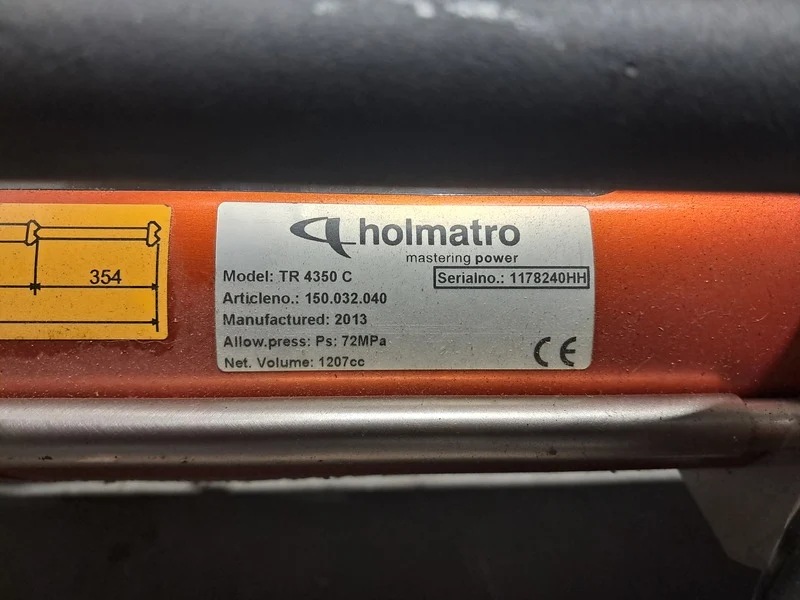 354
holmatro
mastering power
Model: TR 4350 C
Serialno.: 1178240HH
Articleno.: 150.032.040
Manufactured: 2013
Allow.press: Ps: 72MPa
Net. Volume: 1207cc
CE